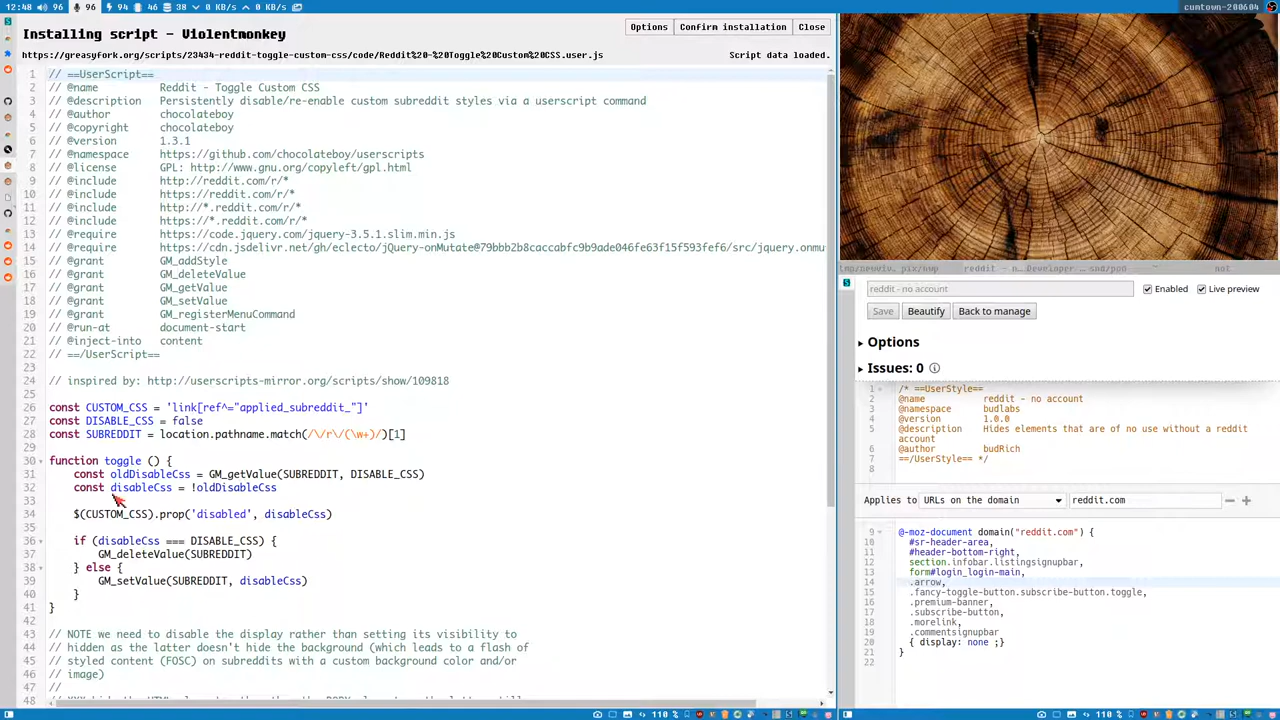 12:48 96 96 94 46 38 0 KB/s 0 KB/s
cumtown-200604
Installing script - Violentmonkey
Options
Confirm installation
Close
https://greasyfork.org/scripts/23434-reddit-toggle-custom-css/code/Reddit%20-%20Toggle%20Custom%20CSS.user.js
Script data loaded.
1 // ==UserScript==
2 // @name Reddit - Toggle Custom CSS
3 // @description Persistently disable/re-enable custom subreddit styles via a userscript command
4 // @author chocolateboy
5 // @copyright chocolateboy
6 // @version 1.3.1
7 // @namespace https://github.com/chocolateboy/userscripts
8 // @license GPL: http://www.gnu.org/copyleft/gpl.html
9 // @include http://reddit.com/r/*
10 // @include https://reddit.com/r/*
11 // @include http://*.reddit.com/r/*
12 // @include https://*.reddit.com/r/*
13 // @require https://code.jquery.com/jquery-3.5.1.slim.min.js
14 // @require https://cdn.jsdelivr.net/gh/eclecto/jQuery-onMutate@79bbb2b8caccabfc9b9ade046fe63f15f593fef6/src/jquery.onmu
15 // @grant GM_addStyle
16 // @grant GM_deleteValue
17 // @grant GM_getValue
18 // @grant GM_setValue
19 // @grant GM_registerMenuCommand
20 // @run-at document-start
21 // @inject-into content
22 // ==/UserScript==
23
24 // inspired by: http://userscripts-mirror.org/scripts/show/109818
25
26 const CUSTOM_CSS = 'link[ref^="applied_subreddit_"]'
27 const DISABLE_CSS = false
28 const SUBREDDIT = location.pathname.match(/\/r\/(\w+)/)[1]
29
30 function toggle () {
31 const oldDisableCss = GM_getValue(SUBREDDIT, DISABLE_CSS)
32 const disableCss = !oldDisableCss
33
34 $(CUSTOM_CSS).prop('disabled', disableCss)
35
36 if (disableCss === DISABLE_CSS) {
37 GM_deleteValue(SUBREDDIT)
38 } else {
39 GM_setValue(SUBREDDIT, disableCss)
40 }
41 }
42
43 // NOTE we need to disable the display rather than setting its visibility to
44 // hidden as the latter doesn't hide the background (which leads to a flash of
45 // styled content (FOSC) on subreddits with a custom background color and/or
46 // image)
47 //
48
reddit - no account
Enabled
Live preview
Save
Beautify
Back to manage
Options
Issues: 0
1 /* ==UserStyle==
2 @name reddit - no account
3 @namespace budlabs
4 @version 1.0.0
5 @description Hides elements that are of no use without a reddit
account
6 @author budRich
7 ==/UserStyle== */
8
Applies to URLs on the domain reddit.com
9 @-moz-document domain("reddit.com") {
10 #sr-header-area,
11 #header-bottom-right,
12 section.infobar.listingsignupbar,
13 form#login_login-main,
14 .arrow,
15 .fancy-toggle-button.subscribe-button.toggle,
16 .premium-banner,
17 .subscribe-button,
18 .morelink,
19 .commentsignupbar
20 { display: none ;}
21 }
22
110 %
110 %